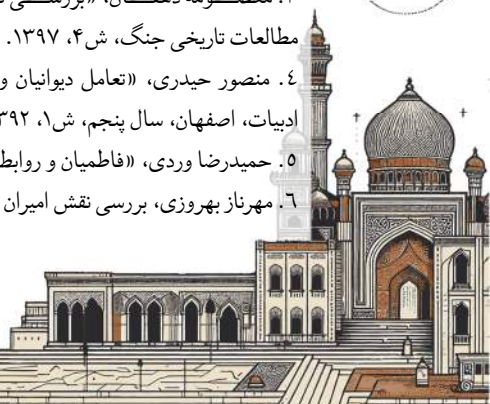 مطالعات تاریخی جنگ، ش۴، ۱۳۹۷.
٤. منصور حیدری، «تعامل دیوانیان و
ادبیات، اصفهان، سال پنجم، ش۱،
٥. حمیدرضا وردی، «فاطمیان و روابط
٦. مهرناز بهروزی، بررسی نقش امیران